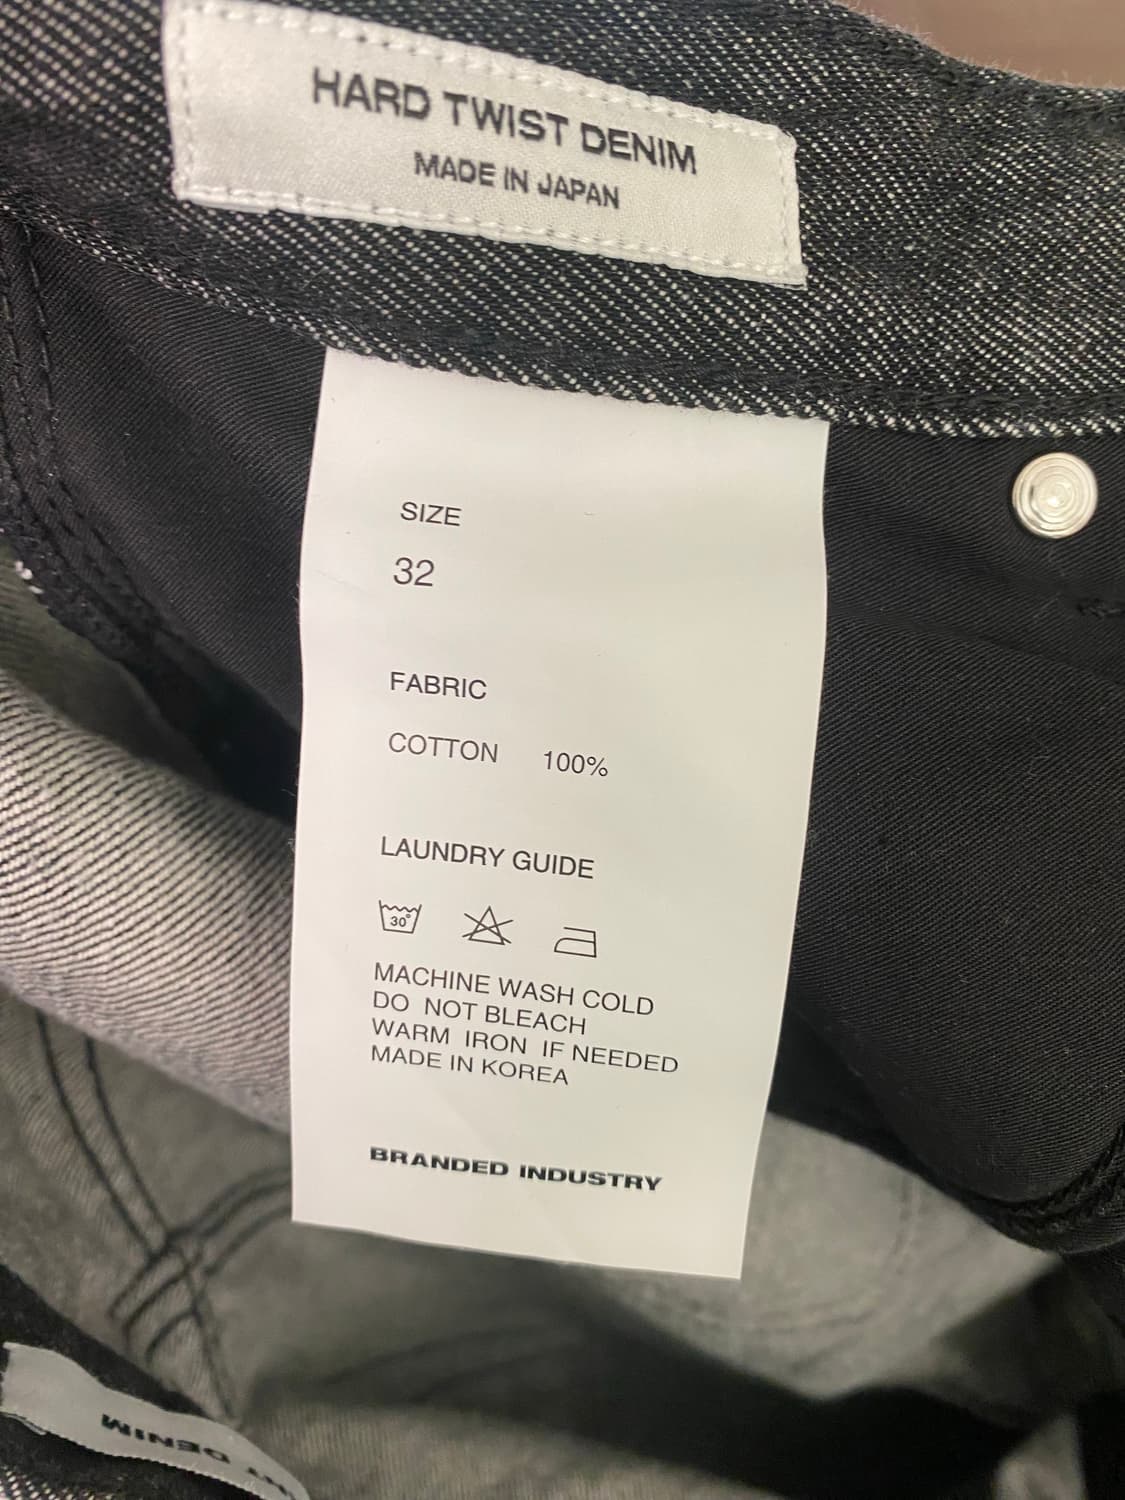 HARD TWIST DENIM
MADE IN JAPAN
SIZE
32
FABRIC
COTTON 100%
LAUNDRY GUIDE
30°
MACHINE WASH COLD
DO NOT BLEACH
WARM IRON IF NEEDED
MADE IN KOREA
BRANDED INDUSTRY
DENIM